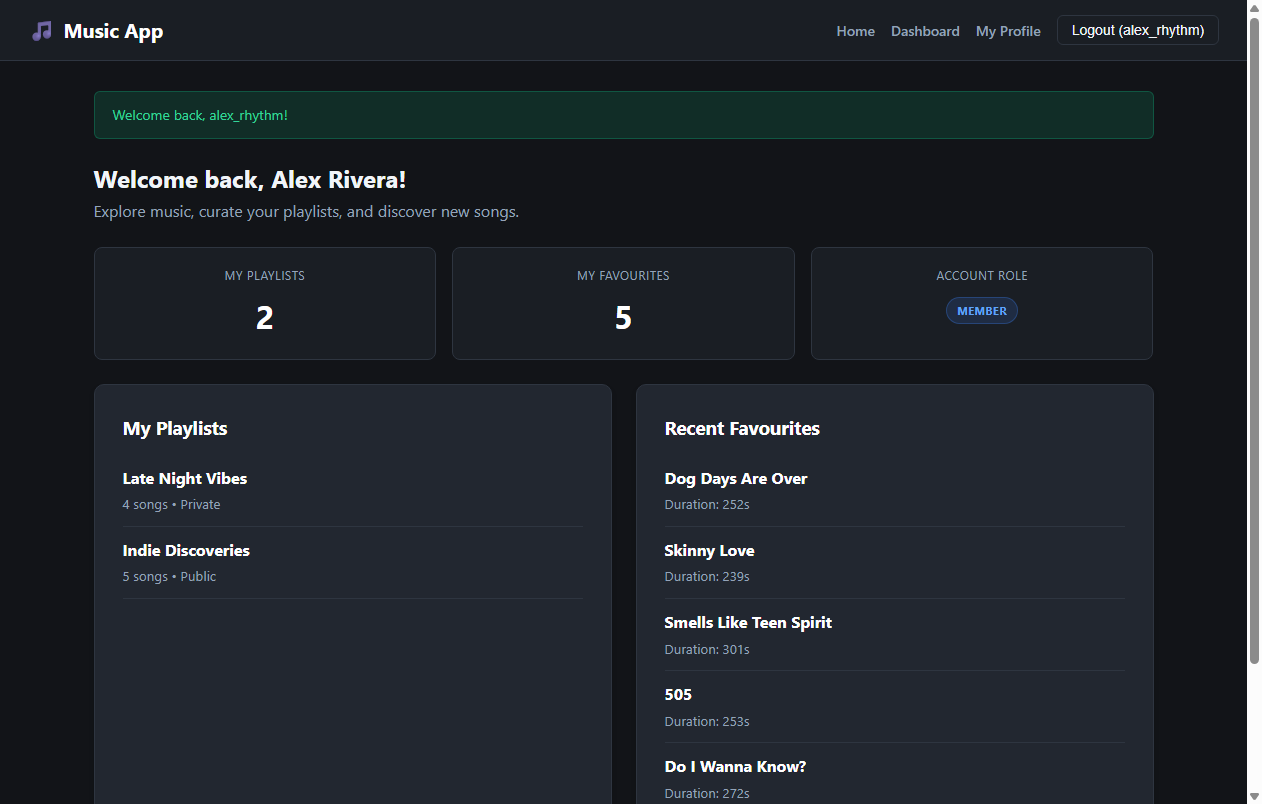 Music App
Home Dashboard My Profile Logout (alex_rhythm)
Welcome back, alex_rhythm!
Welcome back, Alex Rivera!
Explore music, curate your playlists, and discover new songs.
MY PLAYLISTS
2
MY FAVOURITES
5
ACCOUNT ROLE
MEMBER
My Playlists
Late Night Vibes
4 songs • Private
Indie Discoveries
5 songs • Public
Recent Favourites
Dog Days Are Over
Duration: 252s
Skinny Love
Duration: 239s
Smells Like Teen Spirit
Duration: 301s
505
Duration: 253s
Do I Wanna Know?
Duration: 272s